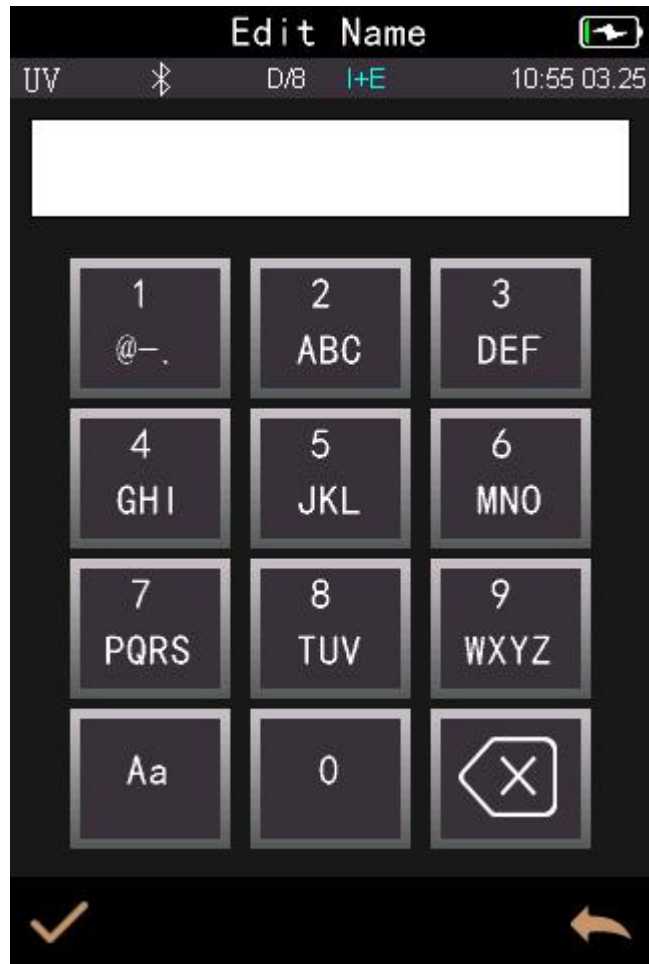 Edit Name
UV D/8 I+E 10:55 03.25
1 2 3
@-. ABC DEF
4 5 6
GHI JKL MNO
7 8 9
PQRS TUV WXYZ
Aa 0